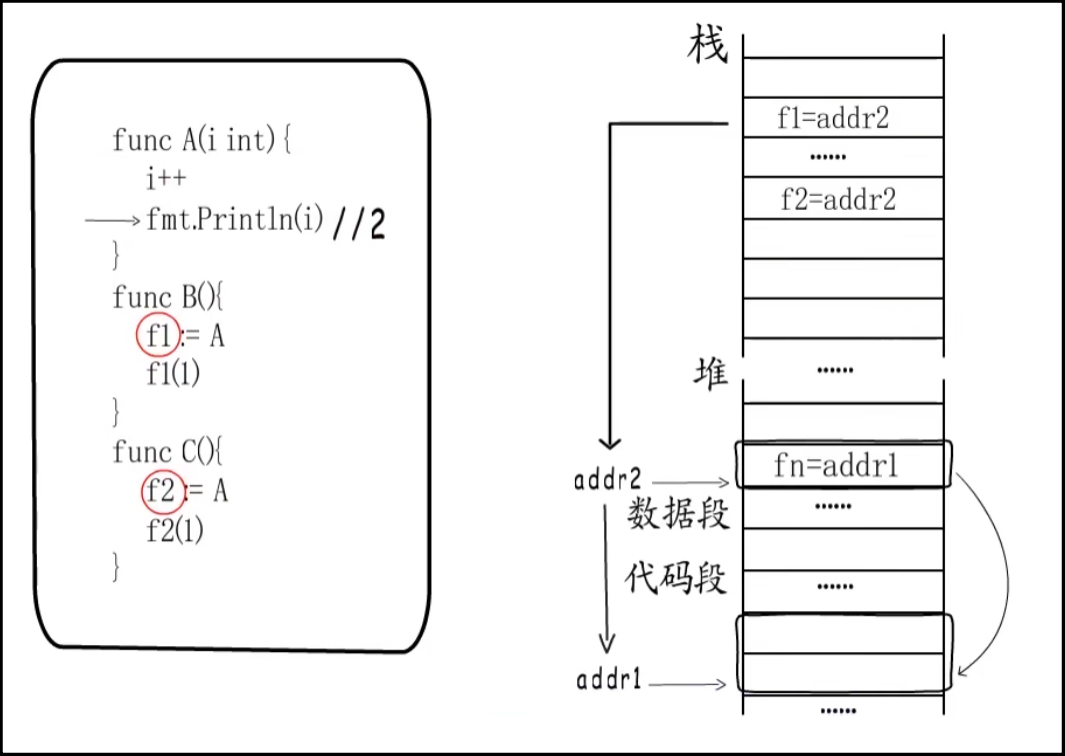 func A(i int){
i++
fmt.Println(i) //2
}
func B(){
f1 := A
f1(1)
}
func C(){
f2 := A
f2(1)
}
栈
f1=addr2
……
f2=addr2
……
堆
addr2
fn=addr1
数据段
……
代码段
……
addr1
……